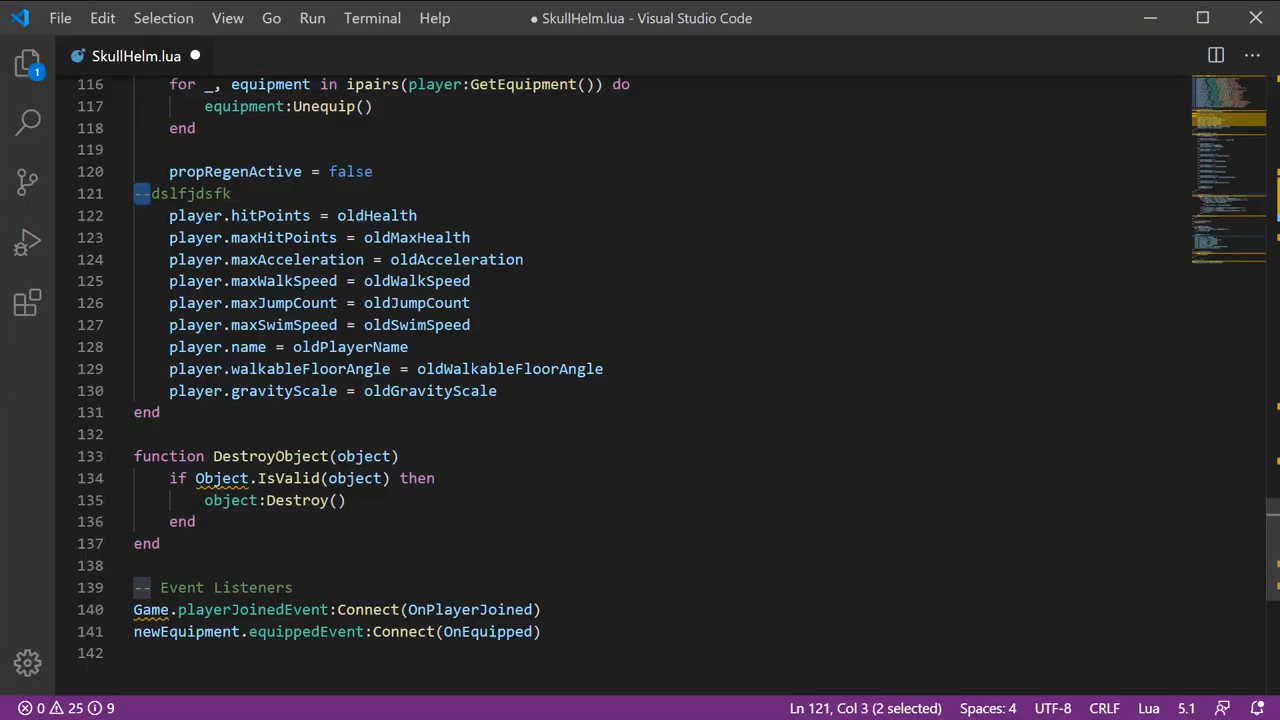 File Edit Selection View Go Run Terminal Help ● SkullHelm.lua - Visual Studio Code
SkullHelm.lua
1
116 for _, equipment in ipairs(player:GetEquipment()) do
117 equipment:Unequip()
118 end
119
120 propRegenActive = false
121 --dslfjdsfk
122 player.hitPoints = oldHealth
123 player.maxHitPoints = oldMaxHealth
124 player.maxAcceleration = oldAcceleration
125 player.maxWalkSpeed = oldWalkSpeed
126 player.maxJumpCount = oldJumpCount
127 player.maxSwimSpeed = oldSwimSpeed
128 player.name = oldPlayerName
129 player.walkableFloorAngle = oldWalkableFloorAngle
130 player.gravityScale = oldGravityScale
131 end
132
133 function DestroyObject(object)
134 if Object.IsValid(object) then
135 object:Destroy()
136 end
137 end
138
139 -- Event Listeners
140 Game.playerJoinedEvent:Connect(OnPlayerJoined)
141 newEquipment.equippedEvent:Connect(OnEquipped)
142
0 25 9 Ln 121, Col 3 (2 selected) Spaces: 4 UTF-8 CRLF Lua 5.1